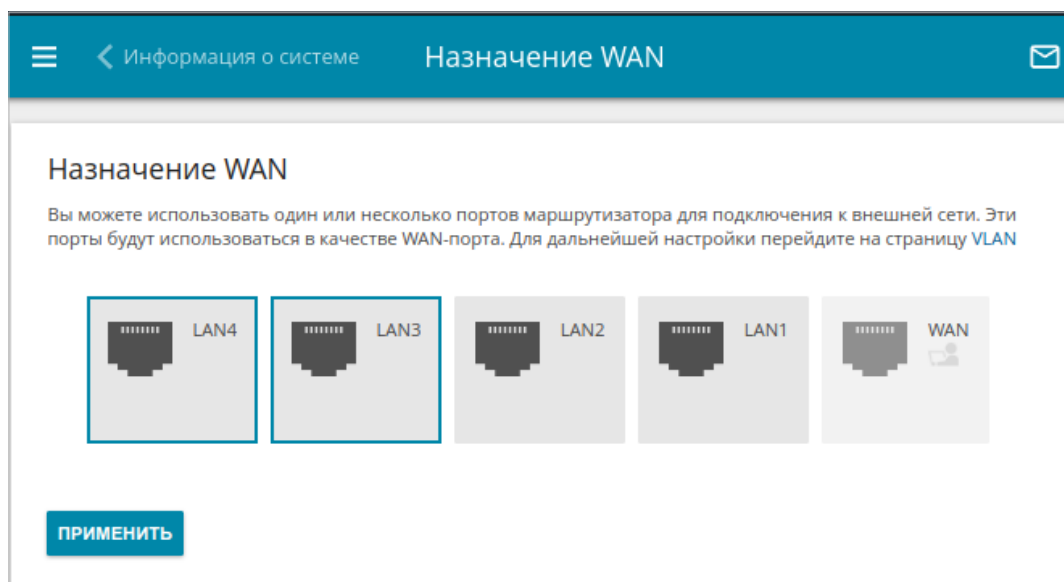 Информация о системе
Назначение WAN
Назначение WAN
Вы можете использовать один или несколько портов маршрутизатора для подключения к внешней сети. Эти
порты будут использоваться в качестве WAN-порта. Для дальнейшей настройки перейдите на страницу VLAN
LAN4
LAN3
LAN2
LAN1
WAN
ПРИМЕНИТЬ